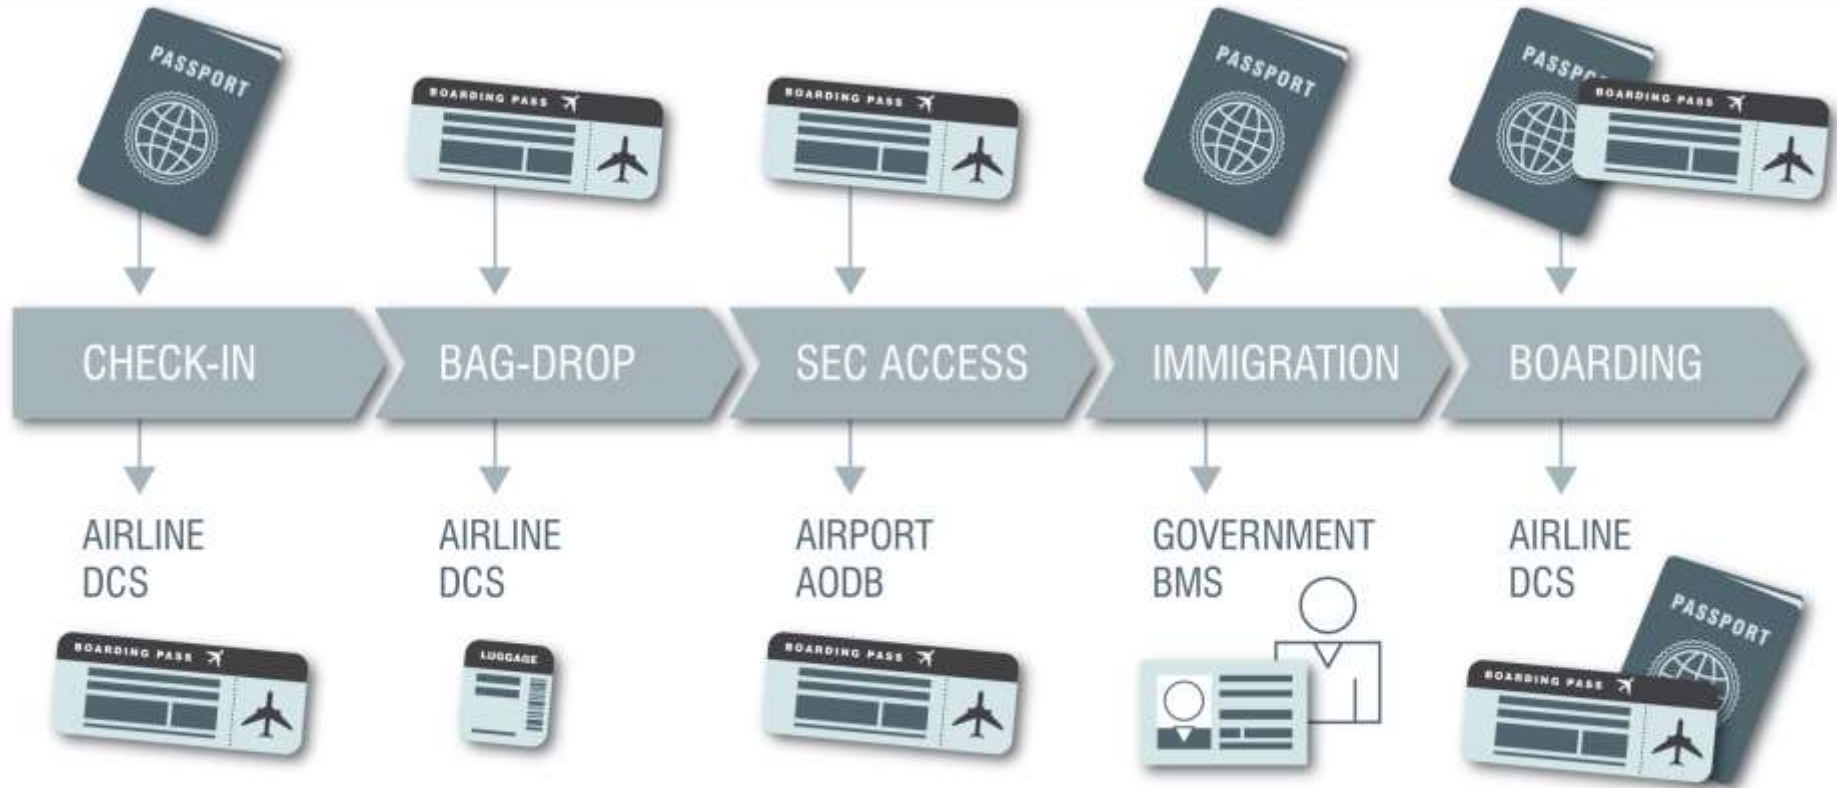 PASSPORT
BOARDING PASS
BOARDING PASS
PASSPORT
PASSPO
BOARDING PASS
CHECK-IN
BAG-DROP
SEC ACCESS
IMMIGRATION
BOARDING
AIRLINE
DCS
AIRLINE
DCS
AIRPORT
AODB
GOVERNMENT
BMS
AIRLINE
DCS
BOARDING PASS
LUGGAGE
BOARDING PASS
PASSPORT
BOARDING PASS